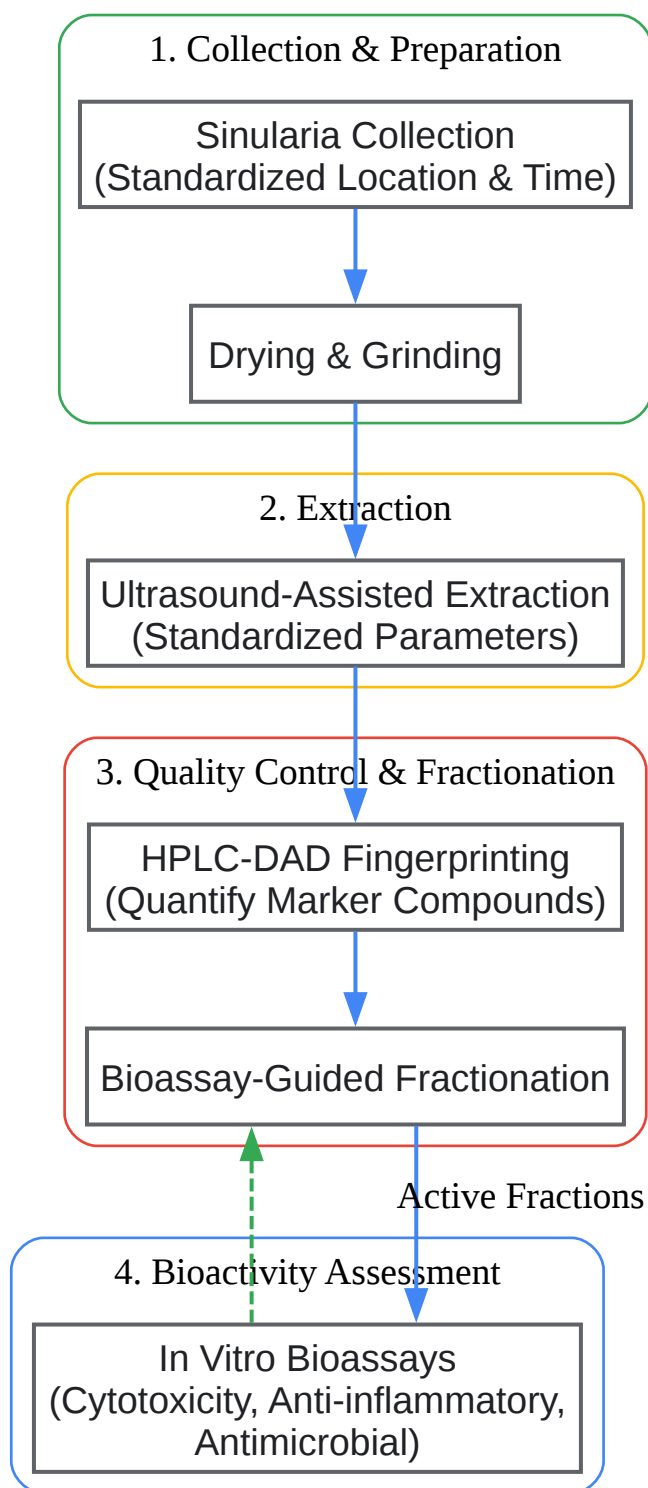 1. Collection & Preparation
Sinularia Collection
(Standardized Location & Time)
Drying & Grinding
2. Extraction
Ultrasound-Assisted Extraction
(Standardized Parameters)
3. Quality Control & Fractionation
HPLC-DAD Fingerprinting
(Quantify Marker Compounds)
Bioassay-Guided Fractionation
Active Fractions
4. Bioactivity Assessment
In Vitro Bioassays
(Cytotoxicity, Anti-inflammatory,
Antimicrobial)